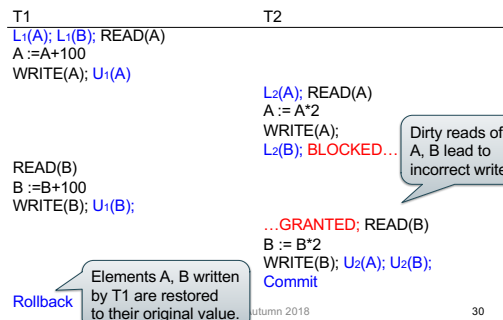 T1 T2
L1(A); L1(B); READ(A)
A :=A+100
WRITE(A); U1(A)
L2(A); READ(A)
A := A*2
WRITE(A);
L2(B); BLOCKED…
Dirty reads of
A, B lead to
incorrect write
READ(B)
B :=B+100
WRITE(B); U1(B);
…GRANTED; READ(B)
B := B*2
WRITE(B); U2(A); U2(B);
Commit
Elements A, B written
by T1 are restored
to their original value.
Rollback
utumn 2018 30